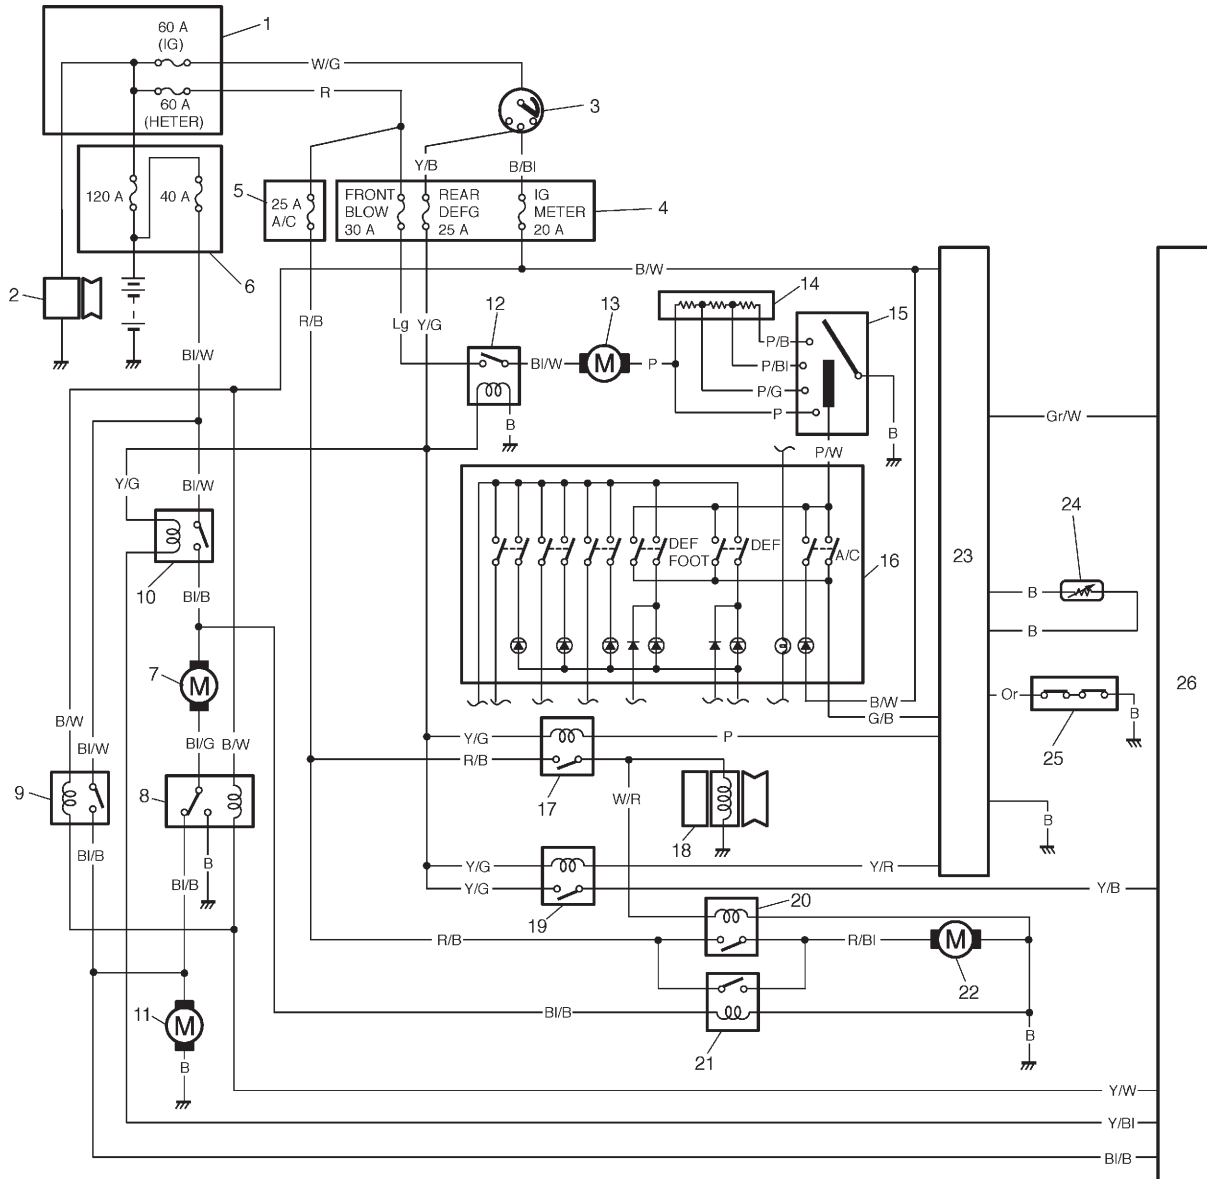 60 A
(IG)
1
W/G
R
60 A
(HETER)
3
Y/B
B/Bl
120 A
40 A
5
25 A
A/C
FRONT
BLOW
30 A
REAR
DEFG
25 A
IG
METER
20 A
4
6
2
B/W
14
R/B
Lg
Y/G
12
13
15
Bl/W
Bl/W
M
P
P/B
P/Bl
P/G
P
B
B
P/W
Gr/W
Y/G
Bl/W
24
DEF
FOOT
DEF
A/C
16
23
10
Bl/B
B
B
7
M
26
Or
B
B/W
G/B
25
B/W
Bl/W
Bl/G
B/W
Y/G
P
R/B
9
8
17
W/R
18
B
Bl/B
B
Bl/B
Y/G
Y/R
Y/G
Y/B
19
20
R/B
R/Bl
M
22
11
M
Bl/B
21
B
B
Y/W
Y/Bl
Bl/B